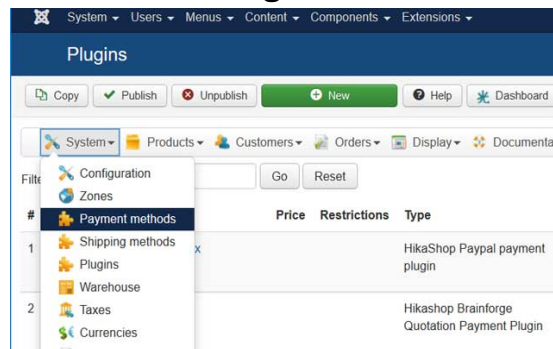 System Users Menus Content Components Extensions
Plugins
Copy Publish Unpublish New Help Dashboard
System Products Customers Orders Display
Go Reset
Configuration
Zones
# Payment methods Price Restrictions Type
Shipping methods
1 x HikaShop Paypal payment
plugin
Plugins
Warehouse
2 Taxes Hikashop Brainforge
Quotation Payment Plugin
Currencies